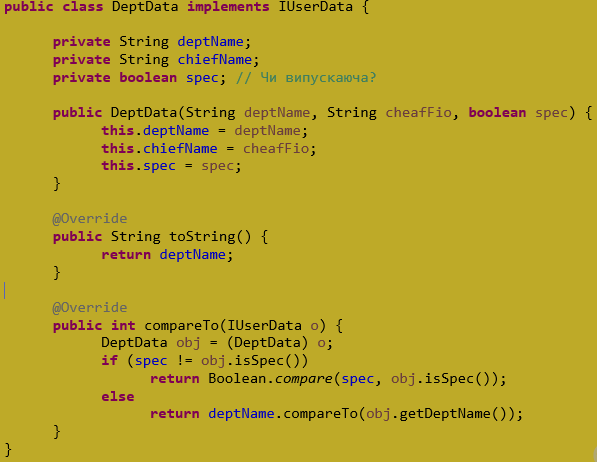 public class DeptData implements IUserData {
private String deptName;
private String chiefName;
private boolean spec; // Чи випускаюча?
public DeptData(String deptName, String cheafFio, boolean spec) {
this.deptName = deptName;
this.chiefName = cheafFio;
this.spec = spec;
}
@Override
public String toString() {
return deptName;
}
@Override
public int compareTo(IUserData o) {
DeptData obj = (DeptData) o;
if (spec != obj.isSpec())
return Boolean.compare(spec, obj.isSpec());
else
return deptName.compareTo(obj.getDeptName());
}
}